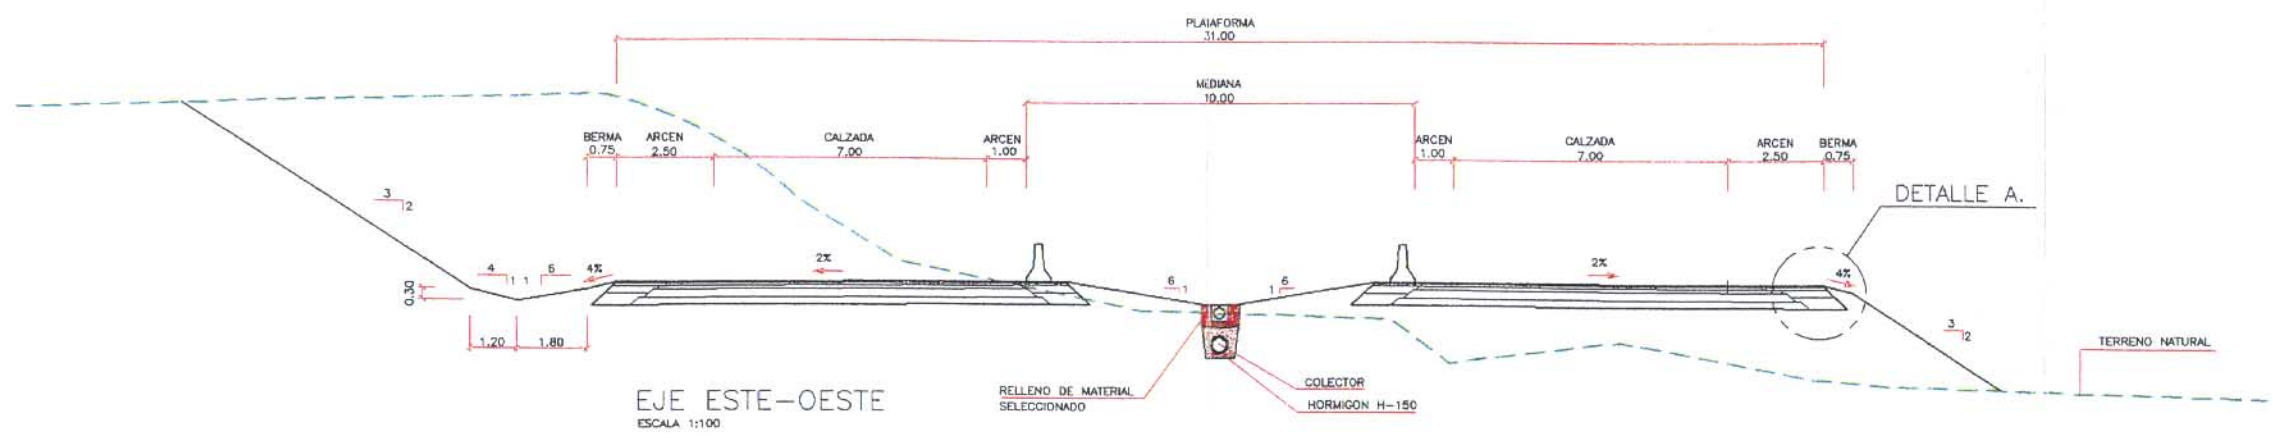 PLAIAFORMA
31.00
MEDIANA
10.00
BERMA
0.75
ARCEN
2.50
CALZADA
7.00
ARCEN
1.00
ARCEN
1.00
CALZADA
7.00
ARCEN
2.50
BERMA
0.75
DETALLE A.
3
2
4
1
1
6
4%
2%
6
1
1
6
2%
4%
0.30
3
2
1.20
1.80
TERRENO NATURAL
EJE ESTE-OESTE
ESCALA 1:100
RELLENO DE MATERIAL
SELECCIONADO
COLECTOR
HORMIGON H-150